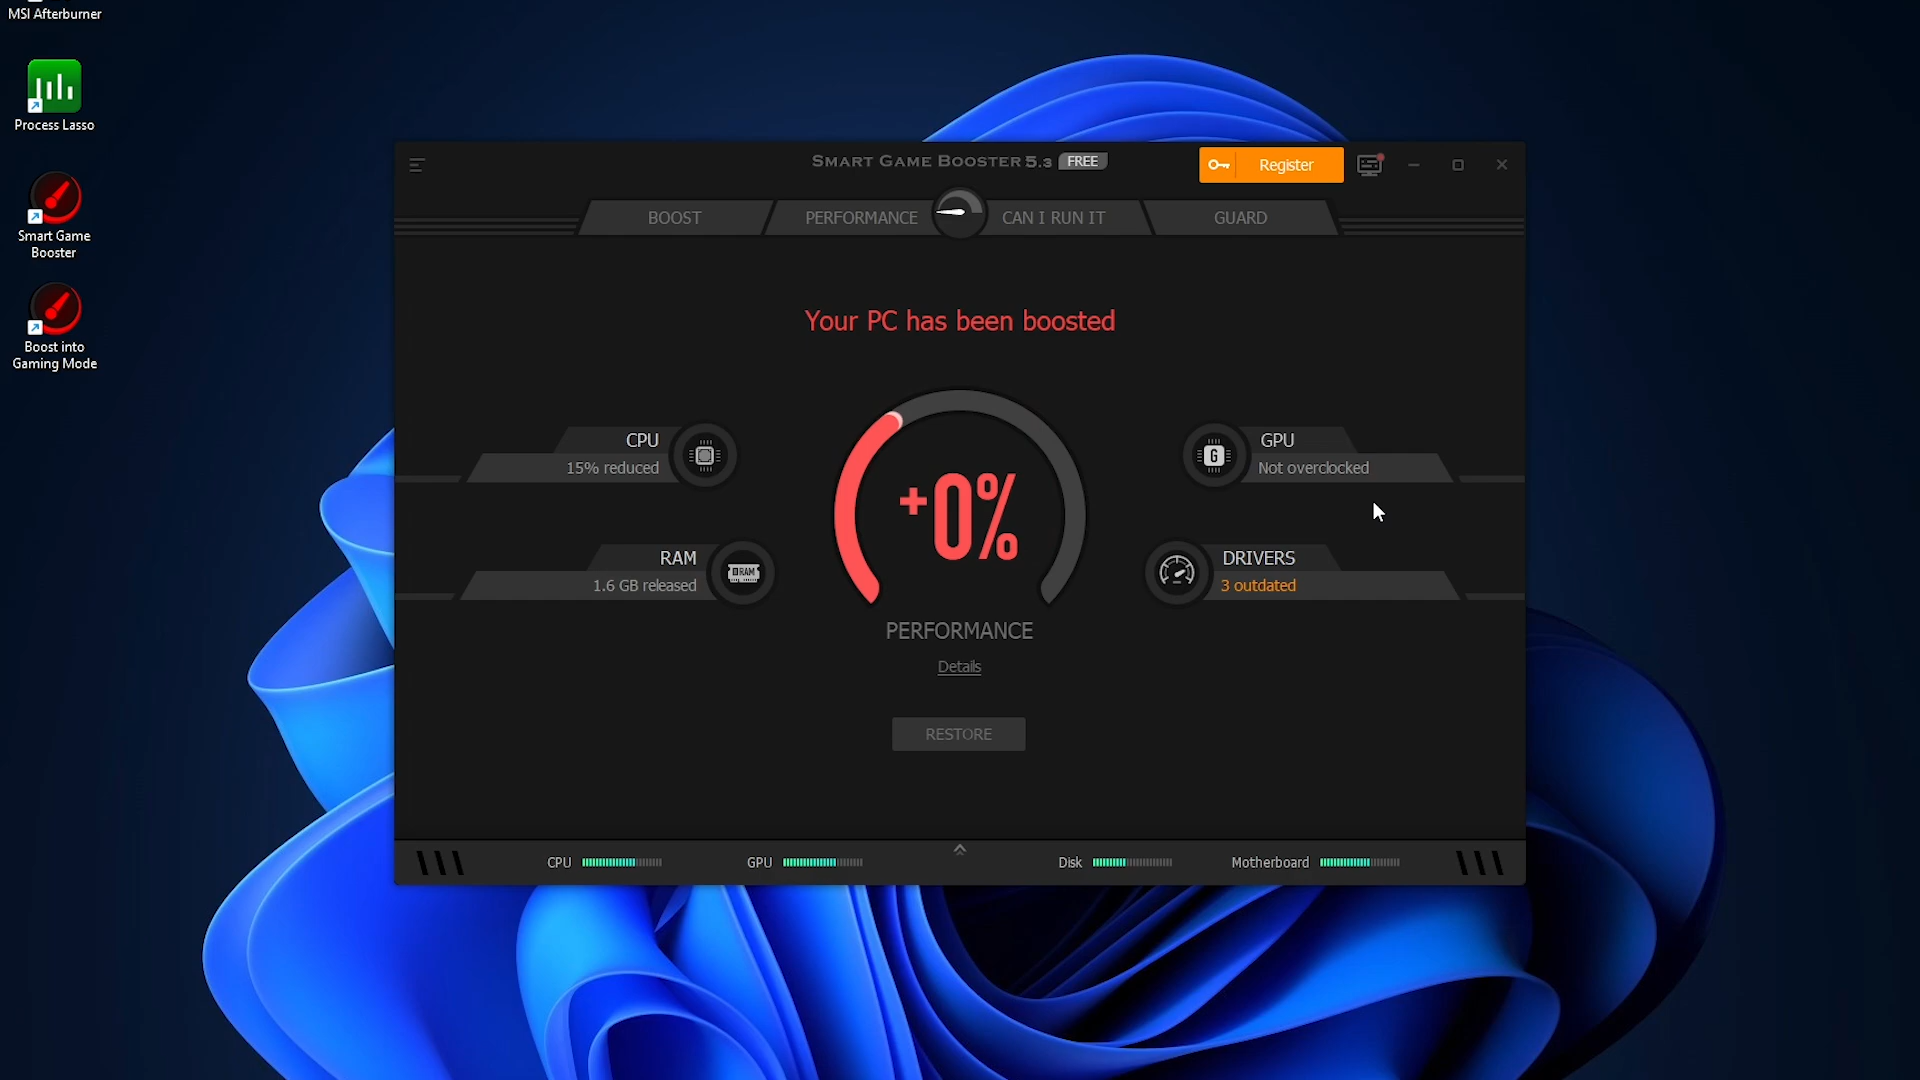 MSI Afterburner
Process Lasso
Smart Game
Booster
Boost into
Gaming Mode
SMART GAME BOOSTER 5.3 FREE
Register
BOOST
PERFORMANCE
CAN I RUN IT
GUARD
Your PC has been boosted
CPU
15% reduced
GPU
G
Not overclocked
+0%
RAM
RAM
1.6 GB released
DRIVERS
3 outdated
PERFORMANCE
Details
RESTORE
CPU
GPU
Disk
Motherboard